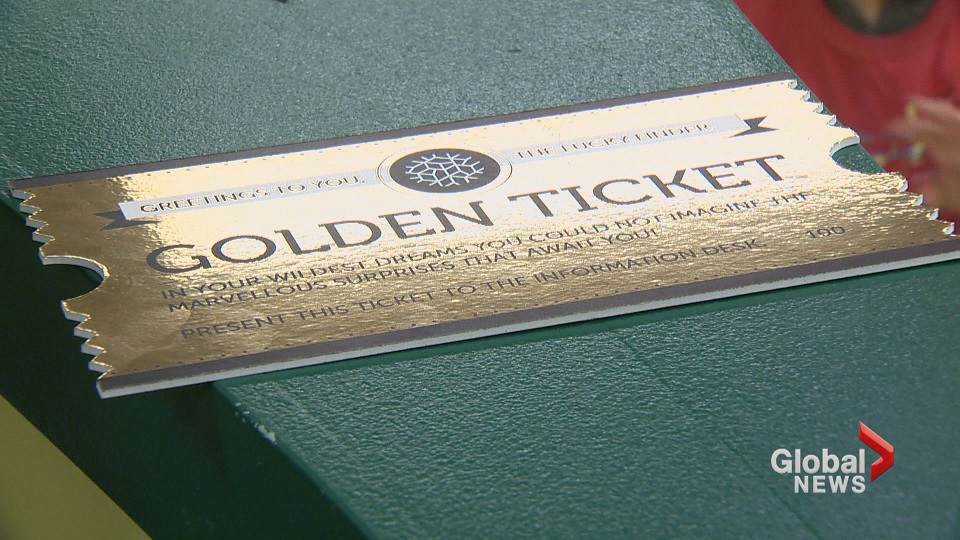 GREETINGS TO YOU, THE LUCKY FINDER
GOLDEN TICKET
IN YOUR WILDEST DREAMS YOU COULD NOT IMAGINE THE
MARVELLOUS SURPRISES THAT AWAIT YOU!
PRESENT THIS TICKET TO THE INFORMATION DESK. 100
Global
NEWS